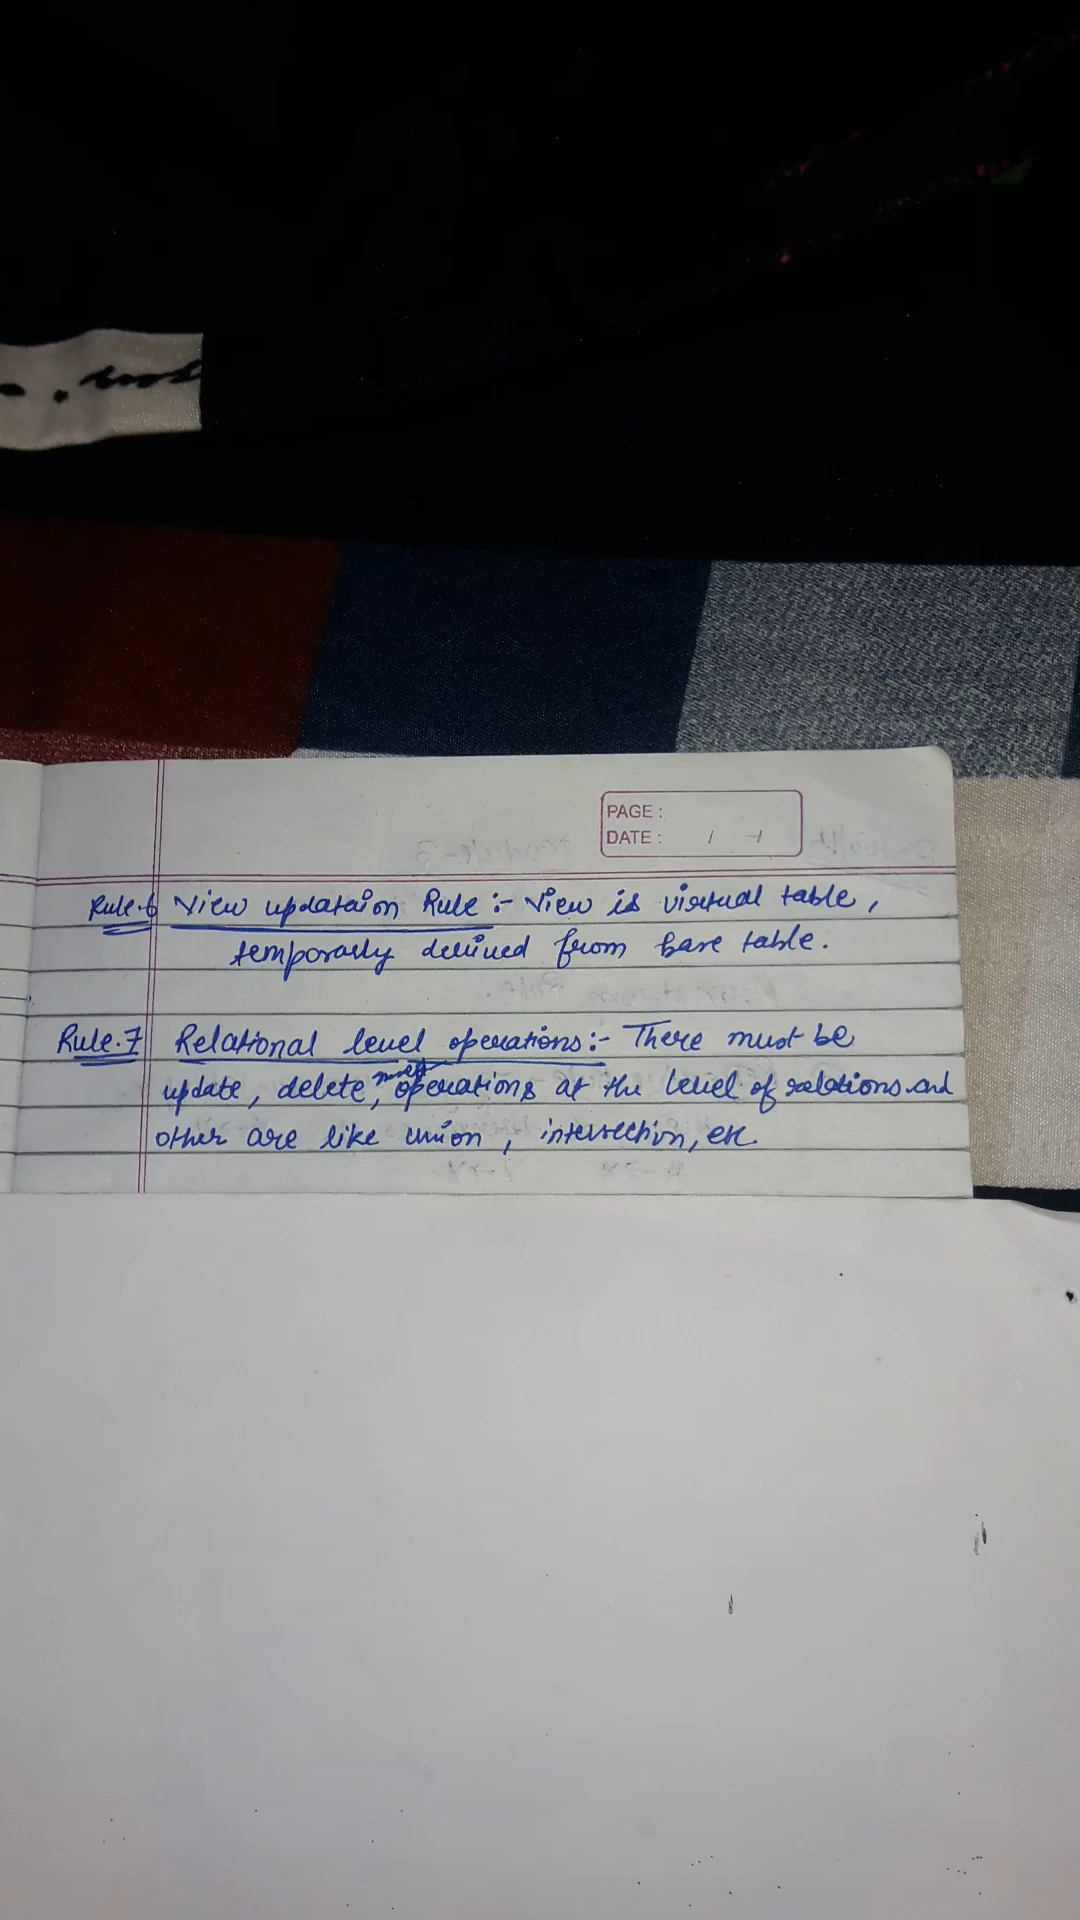 PAGE :
DATE : / /
Rule.6 View updataion Rule :- View is virtual table ,
temporarly derived from base table.
Rule.7 Relational level operations :- There must be
insert
update, delete, operations at the level of relations and
other are like union , intersection, etc.